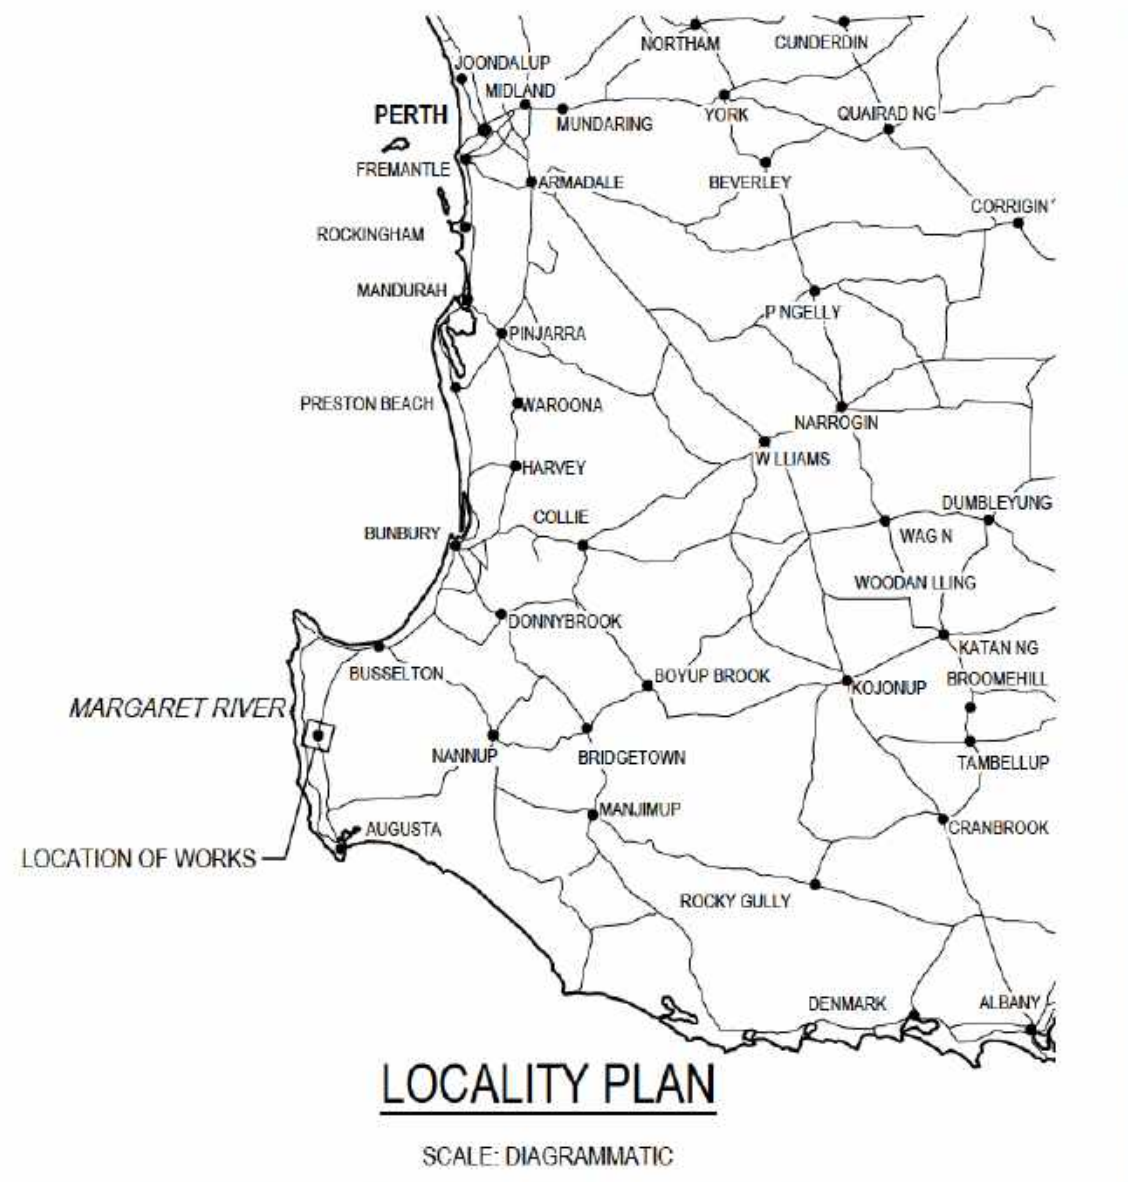 NORTHAM
CUNDERDIN
JOONDALUP
MIDLAND
PERTH
MUNDARING
YORK
QUAIRAD NG
FREMANTLE
ARMADALE
BEVERLEY
CORRIGIN
ROCKINGHAM
MANDURAH
P NGELLY
PINJARRA
PRESTON BEACH
WAROONA
NARROGIN
W LLIAMS
HARVEY
DUMBLEYUNG
COLLIE
BUNBURY
WAG N
WOODAN LLING
DONNYBROOK
KATAN NG
BUSSELTON
BOYUP BROOK
KOJONUP
BROOMEHILL
MARGARET RIVER
NANNUP
BRIDGETOWN
TAMBELLUP
MANJIMUP
AUGUSTA
CRANBROOK
LOCATION OF WORKS
ROCKY GULLY
DENMARK
ALBANY
LOCALITY PLAN
SCALE: DIAGRAMMATIC